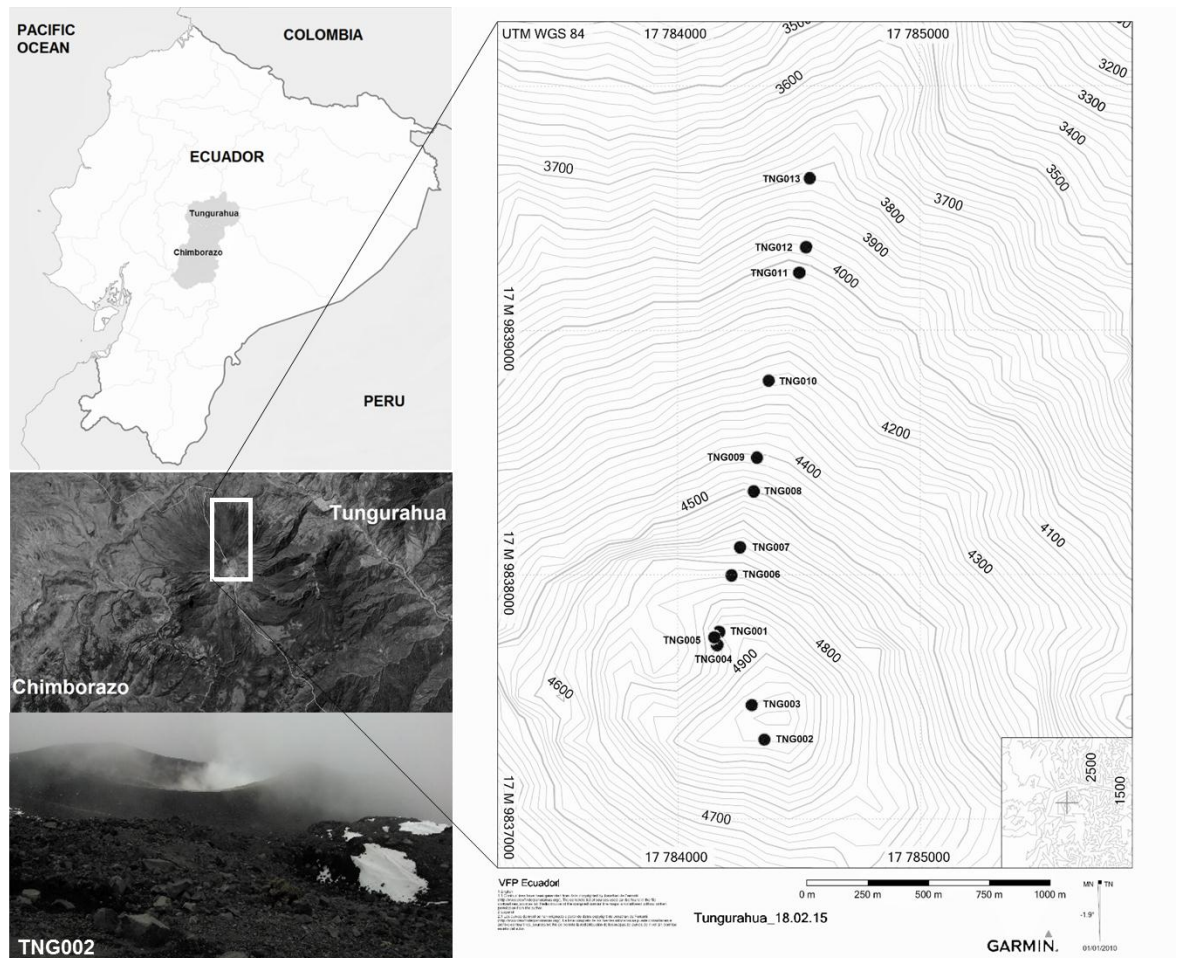 PACIFIC
OCEAN
COLOMBIA
ECUADOR
Tungurahua
Chimborazo
PERU
Tungurahua
Chimborazo
TNG002
UTM WGS 84
17 784000
17 785000
3500
3600
3200
3300
3400
3500
3700
TNG013
3700
3800
TNG012
3900
TNG011
4000
17 M 9839000
TNG010
4200
TNG009
4400
TNG008
4500
4100
17 M 9838000
TNG007
4300
TNG006
TNG001
TNG005
TNG004
4900
4800
4600
TNG003
TNG002
4700
17 M 9837000
2500
1500
17 784000
17 785000
VFP Ecuador
0 m 250 m 500 m 750 m 1000 m
Tungurahua_18.02.15
MN TN
-1.9°
GARMIN.
01/01/2010